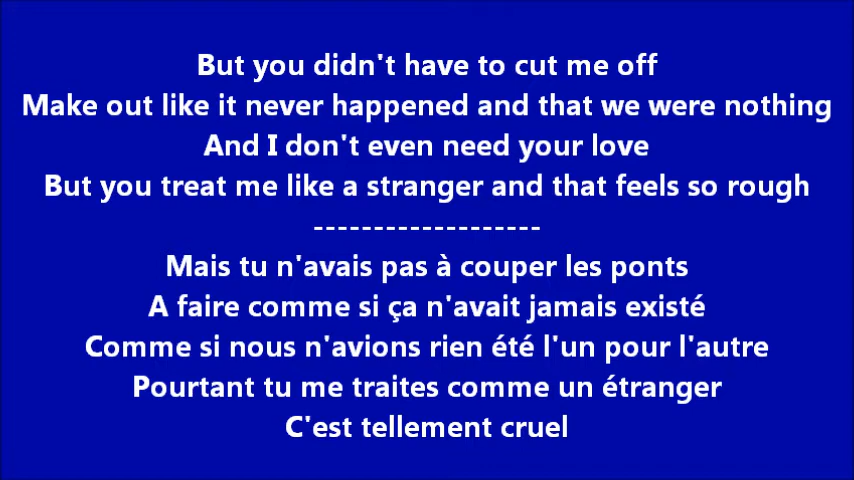 But you didn't have to cut me off
Make out like it never happened and that we were nothing
And I don't even need your love
But you treat me like a stranger and that feels so rough
-------------------
Mais tu n'avais pas à couper les ponts
A faire comme si ça n'avait jamais existé
Comme si nous n'avions rien été l'un pour l'autre
Pourtant tu me traites comme un étranger
C'est tellement cruel